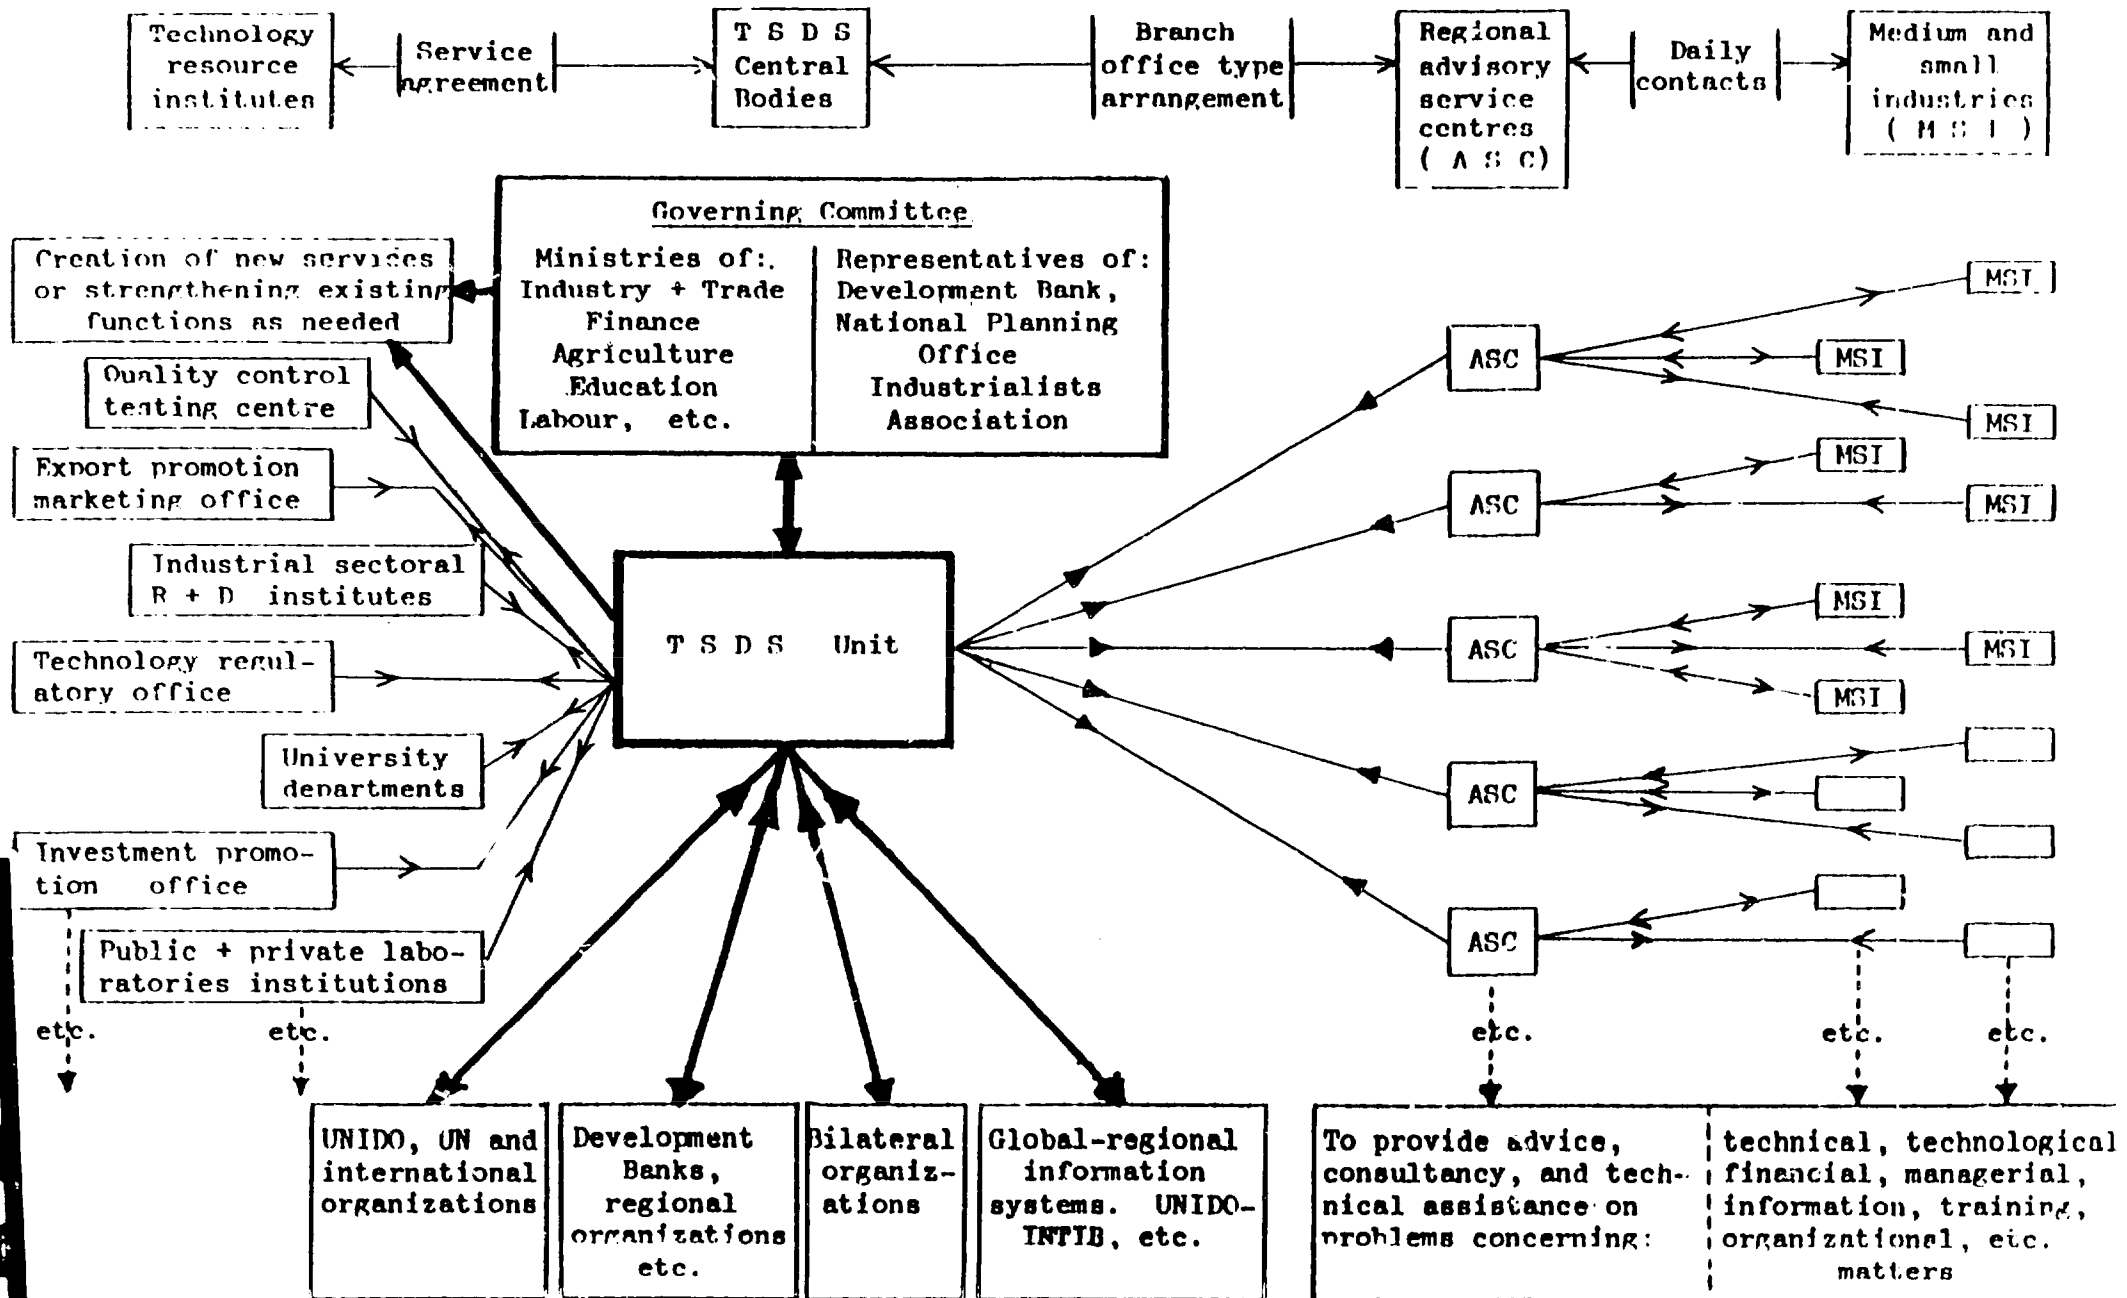 Technology
resource
institutes
Service
agreement
T S D S
Central
Bodies
Branch
office type
arrangement
Regional
advisory
service
centres
( A S C )
Daily
contacts
Medium and
small
industries
( M S I )
Governing Committee
Ministries of:
Industry + Trade
Finance
Agriculture
Education
Labour, etc.
Representatives of:
Development Bank,
National Planning
Office
Industrialists
Association
Creation of new services
or strengthening existing
functions as needed
Quality control
testing centre
Export promotion
marketing office
Industrial sectoral
R + D institutes
Technology regul-
atory office
University
departments
Investment promo-
tion office
Public + private labo-
ratories institutions
etc.
etc.
T S D S Unit
ASC
ASC
ASC
ASC
ASC
MSI
MSI
MSI
MSI
MSI
MSI
MSI
MSI
etc.
etc.
etc.
UNIDO, UN and
international
organizations
Development
Banks,
regional
organizations
etc.
Bilateral
organiz-
ations
Global-regional
information
systems. UNIDO-
INTIB, etc.
To provide advice,
consultancy, and tech-
nical assistance on
problems concerning:
technical, technological
financial, managerial,
information, training,
organizational, etc.
matters